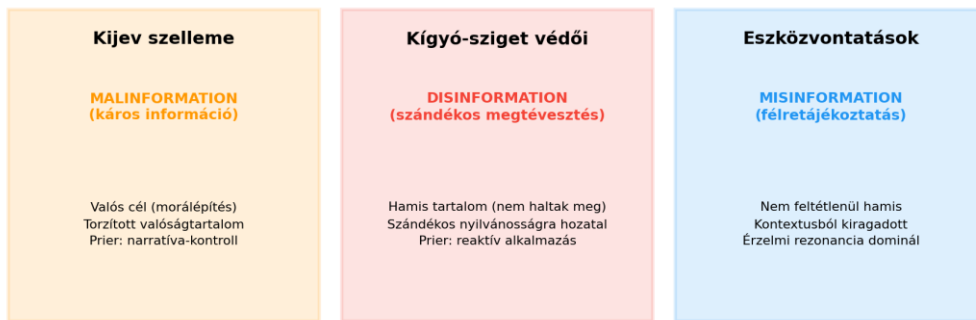 Kijev szelleme
MALINFORMATION
(káros információ)
Valós cél (morálépítés)
Torzított valóságtartalom
Prier: narratíva-kontroll
Kígyó-sziget védői
DISINFORMATION
(szándékos megtévesztés)
Hamis tartalom (nem haltak meg)
Szándékos nyilvánosságra hozatal
Prier: reaktív alkalmazás
Eszközvontatások
MISINFORMATION
(félretájékoztatás)
Nem feltétlenül hamis
Kontextusból kiragadott
Érzelmi rezonancia dominál